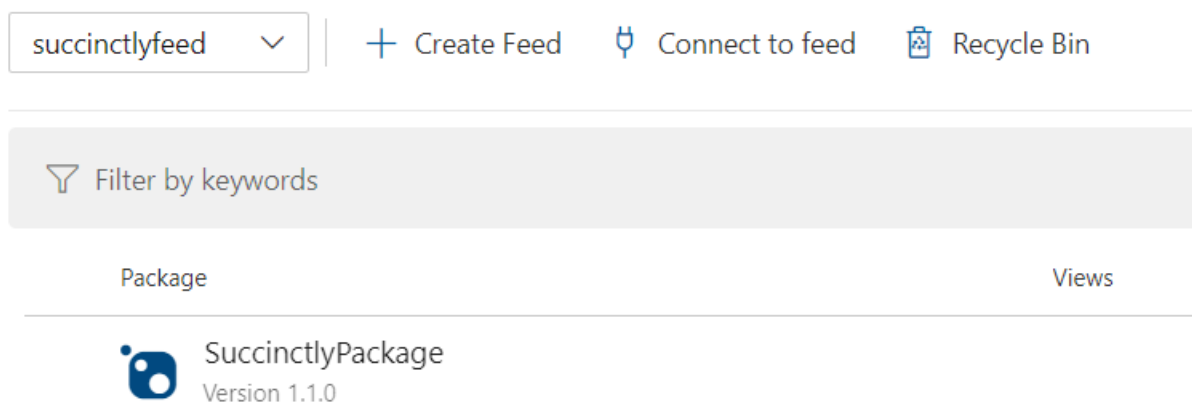 succinctlyfeed Create Feed Connect to feed Recycle Bin
Filter by keywords
Package Views
SuccinctlyPackage
Version 1.1.0